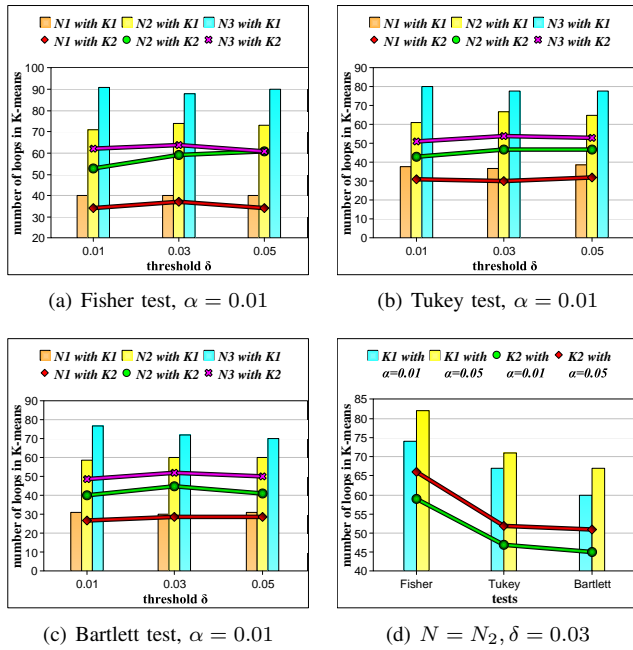 N1 with K1 N2 with K1 N3 with K1
N1 with K2 N2 with K2 N3 with K2
number of loops in K-means
100
90
80
70
60
50
40
30
20
0.01 0.03 0.05
threshold δ
(a) Fisher test, α = 0.01
N1 with K1 N2 with K1 N3 with K1
N1 with K2 N2 with K2 N3 with K2
number of loops in K-means
90
80
70
60
50
40
30
20
10
0
0.01 0.03 0.05
threshold δ
(b) Tukey test, α = 0.01
N1 with K1 N2 with K1 N3 with K1
N1 with K2 N2 with K2 N3 with K2
number of loops in K-means
90
80
70
60
50
40
30
20
10
0
0.01 0.03 0.05
threshold δ
(c) Bartlett test, α = 0.01
K1 with K1 with K2 with K2 with
α=0.01 α=0.05 α=0.01 α=0.05
number of loops in K-means
85
80
75
70
65
60
55
50
45
40
Fisher Tukey Bartlett
tests
(d) N = N₂, δ = 0.03